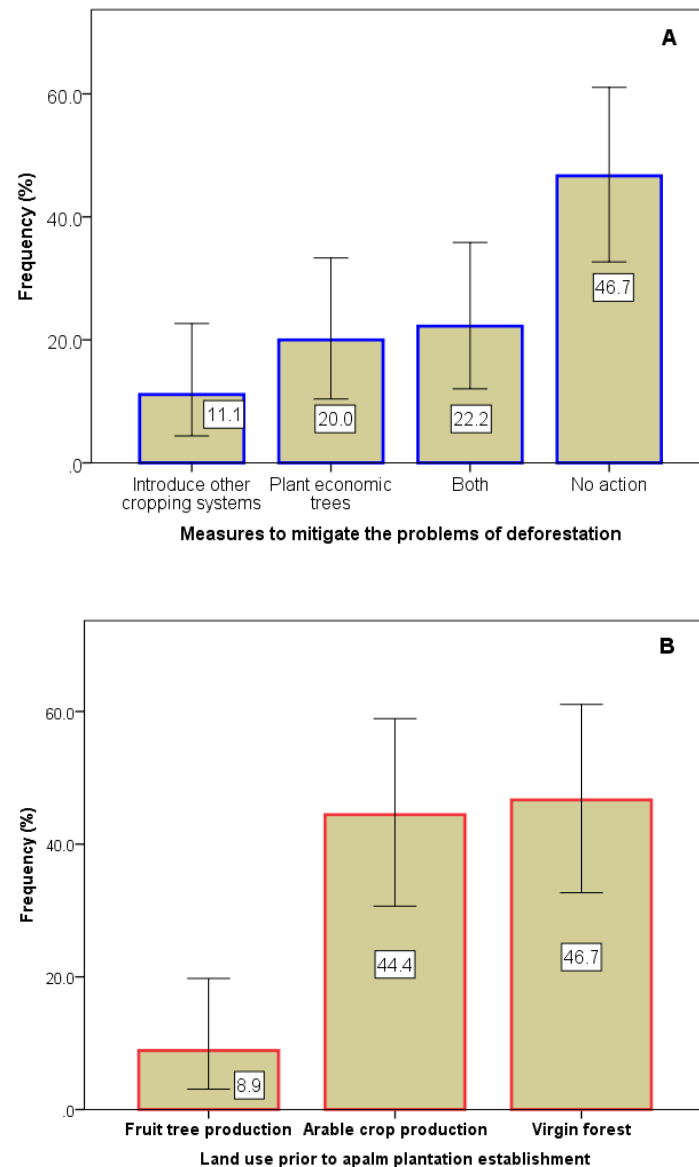 A
60.0
40.0
20.0
.0
Frequency (%)
11.1
20.0
22.2
46.7
Introduce other
cropping systems
Plant economic
trees
Both
No action
Measures to mitigate the problems of deforestation
B
60.0
40.0
20.0
.0
Frequency (%)
8.9
44.4
46.7
Fruit tree production
Arable crop production
Virgin forest
Land use prior to apalm plantation establishment